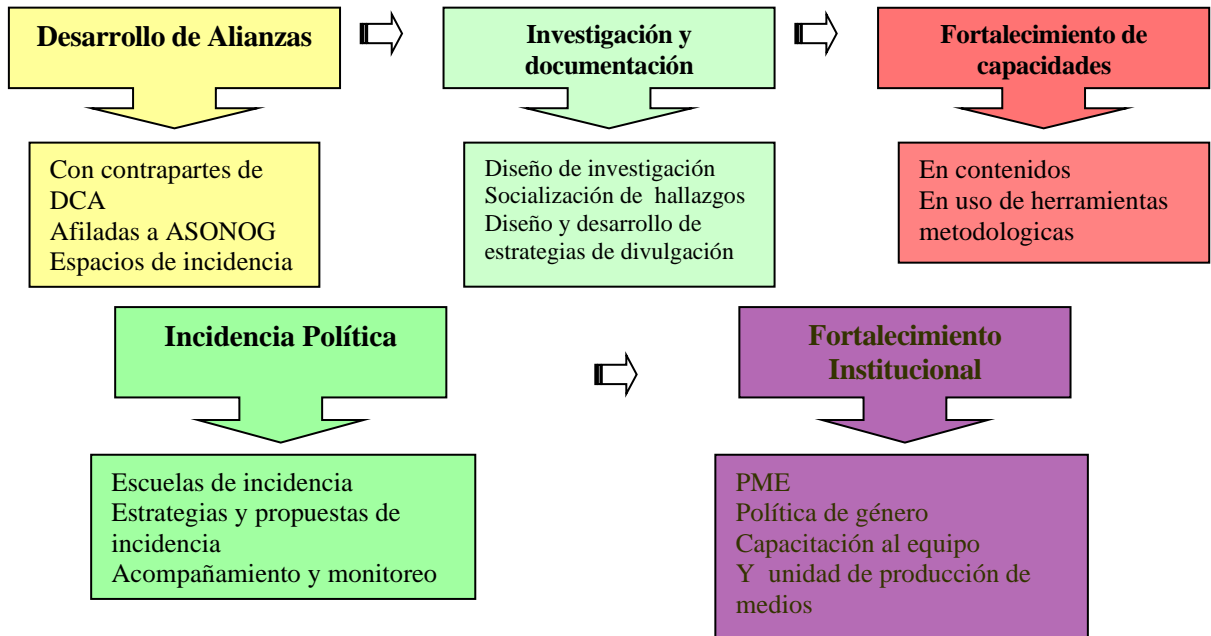 Desarrollo de Alianzas
Con contrapartes de
DCA
Afiladas a ASONOG
Espacios de incidencia
Investigación y
documentación
Diseño de investigación
Socialización de hallazgos
Diseño y desarrollo de
estrategias de divulgación
Fortalecimiento de
capacidades
En contenidos
En uso de herramientas
metodologicas
Incidencia Política
Escuelas de incidencia
Estrategias y propuestas de
incidencia
Acompañamiento y monitoreo
Fortalecimiento
Institucional
PME
Política de género
Capacitación al equipo
Y unidad de producción de
medios